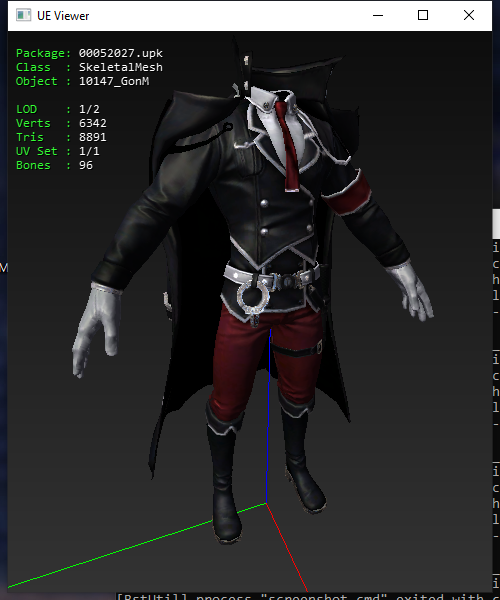 UE Viewer
Package: 00052027.upk
Class : SkeletalMesh
Object : 10147_GonM
LOD : 1/2
Verts : 6342
Tris : 8891
UV Set : 1/1
Bones : 96
M
i
c
h
l
-
i
c
h
l
-
i
c
h
l
-
i
[BstUtil] process "screenshot.cmd" exited with c